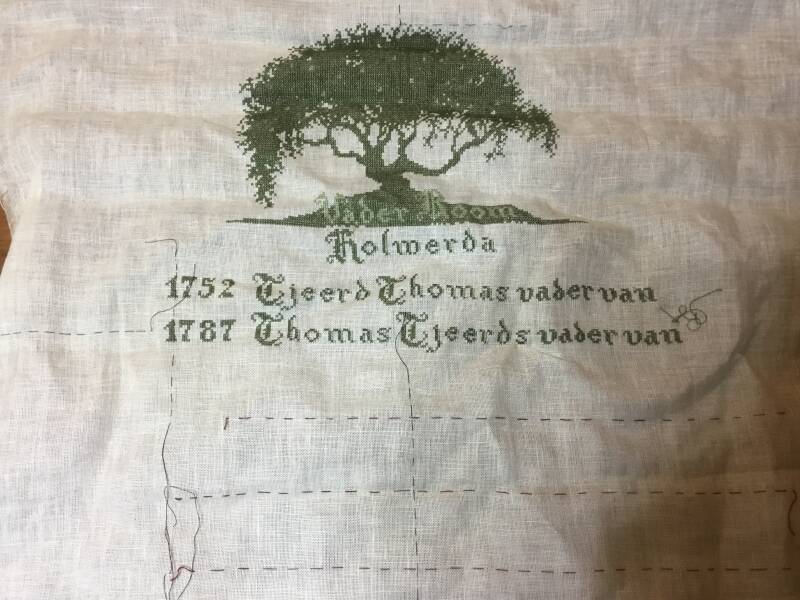 Vader Boom
Holwerda
1752 Tjeerd Thomas vader van
1787 Thomas Tjeerds vader van